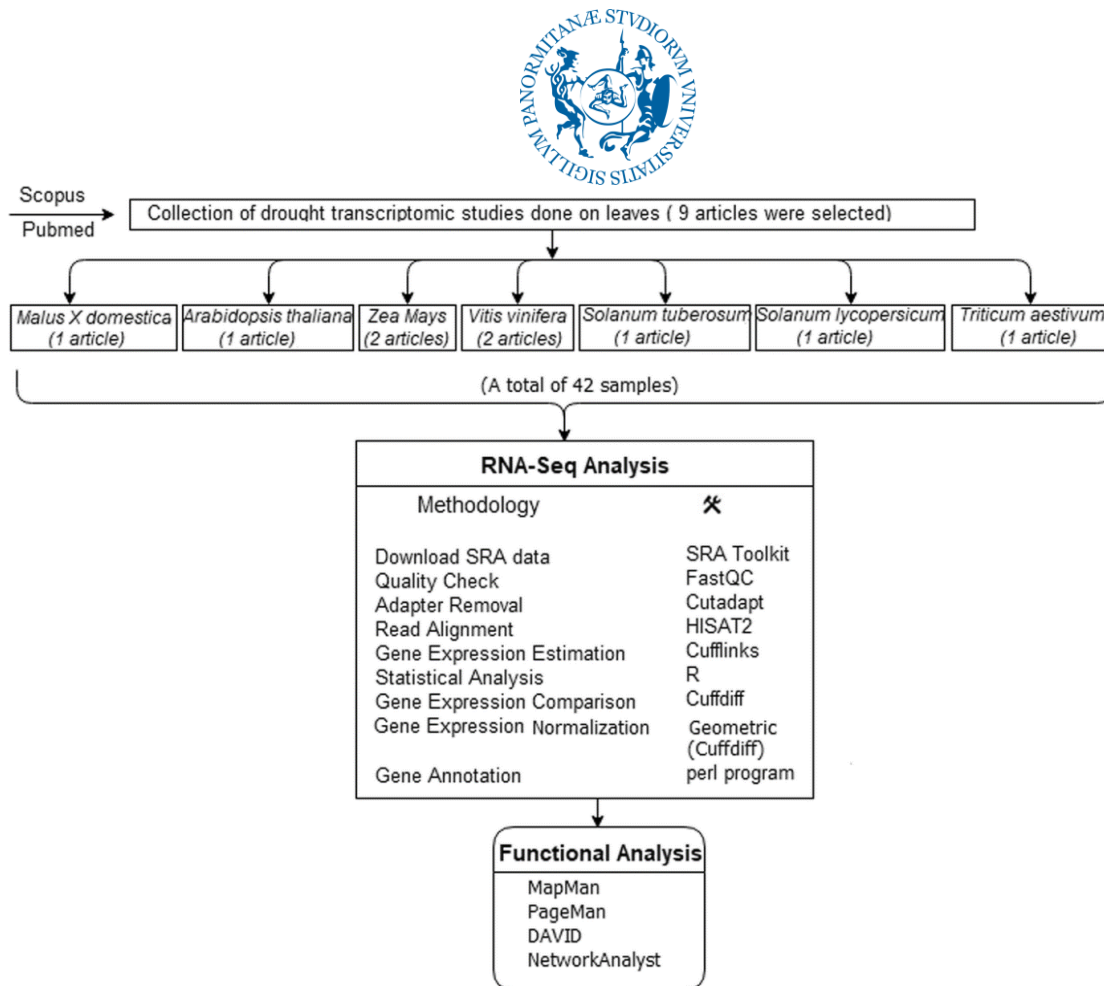 SIGILLVM PANORMITANÆ STVDIORVM VNIVERSITATIS
Scopus
Pubmed
Collection of drought transcriptomic studies done on leaves ( 9 articles were selected)
Malus X domestica
(1 article)
Arabidopsis thaliana
(1 article)
Zea Mays
(2 articles)
Vitis vinifera
(2 articles)
Solanum tuberosum
(1 article)
Solanum lycopersicum
(1 article)
Triticum aestivum
(1 article)
(A total of 42 samples)
RNA-Seq Analysis
Methodology
Download SRA data SRA Toolkit
Quality Check FastQC
Adapter Removal Cutadapt
Read Alignment HISAT2
Gene Expression Estimation Cufflinks
Statistical Analysis R
Gene Expression Comparison Cuffdiff
Gene Expression Normalization Geometric
(Cuffdiff)
Gene Annotation perl program
Functional Analysis
MapMan
PageMan
DAVID
NetworkAnalyst